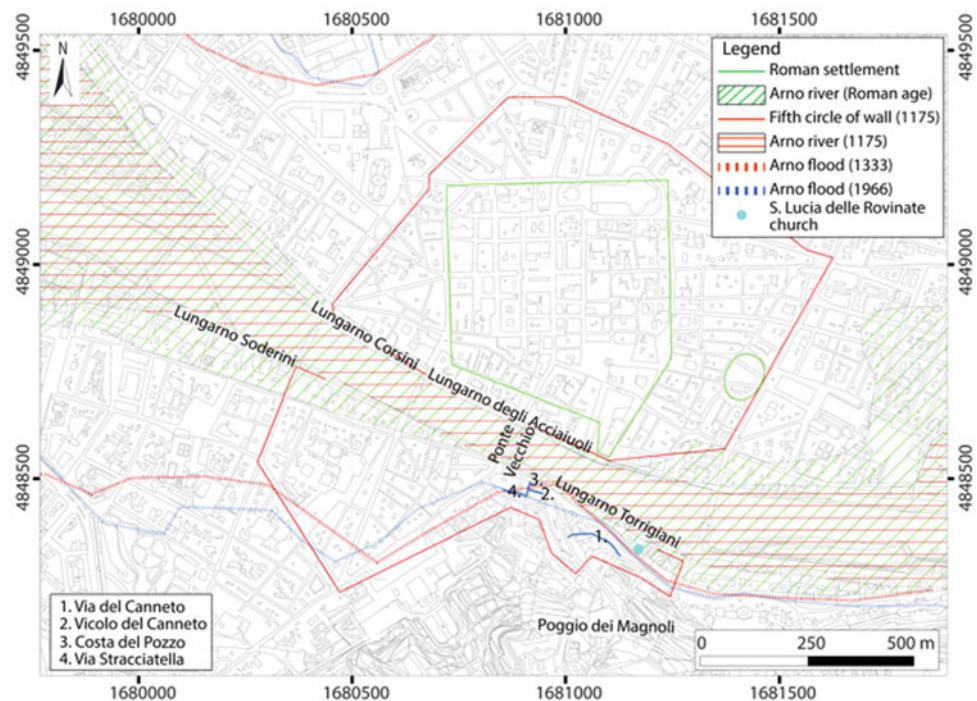 1680000 1680500 1681000 1681500
4849500
4849000
4848500
N
Legend
Roman settlement
Arno river (Roman age)
Fifth circle of wall (1175)
Arno river (1175)
Arno flood (1333)
Arno flood (1966)
S. Lucia delle Rovinate
church
4849500
4849000
4848500
Lungarno Soderini
Lungarno Corsini
Lungarno degli Acciaiuoli
Ponte
Vecchio
Lungarno Torrigiani
3.
4. 2.
1.
Poggio dei Magnoli
1. Via del Canneto
2. Vicolo del Canneto
3. Costa del Pozzo
4. Via Stracciatella
0 250 500 m
1680000 1680500 1681000 1681500